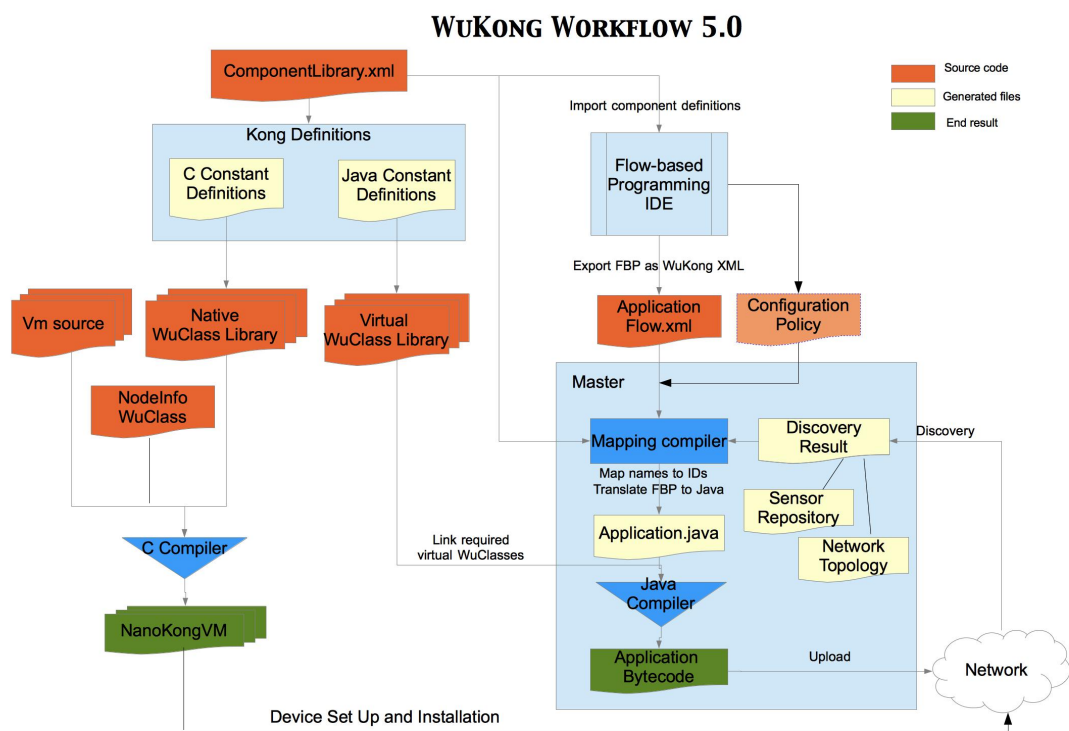 WUKONG WORKFLOW 5.0
ComponentLibrary.xml
Source code
Generated files
End result
Import component definitions
Kong Definitions
C Constant
Definitions
Java Constant
Definitions
Flow-based
Programming
IDE
Export FBP as WuKong XML
Vm source
Native
WuClass Library
Virtual
WuClass Library
Application
Flow.xml
Configuration
Policy
NodeInfo
WuClass
Master
Mapping compiler
Discovery
Result
Discovery
Map names to IDs
Translate FBP to Java
Sensor
Repository
Application.java
Network
Topology
Link required
virtual WuClasses
C Compiler
Java
Compiler
NanoKongVM
Application
Bytecode
Upload
Network
Device Set Up and Installation